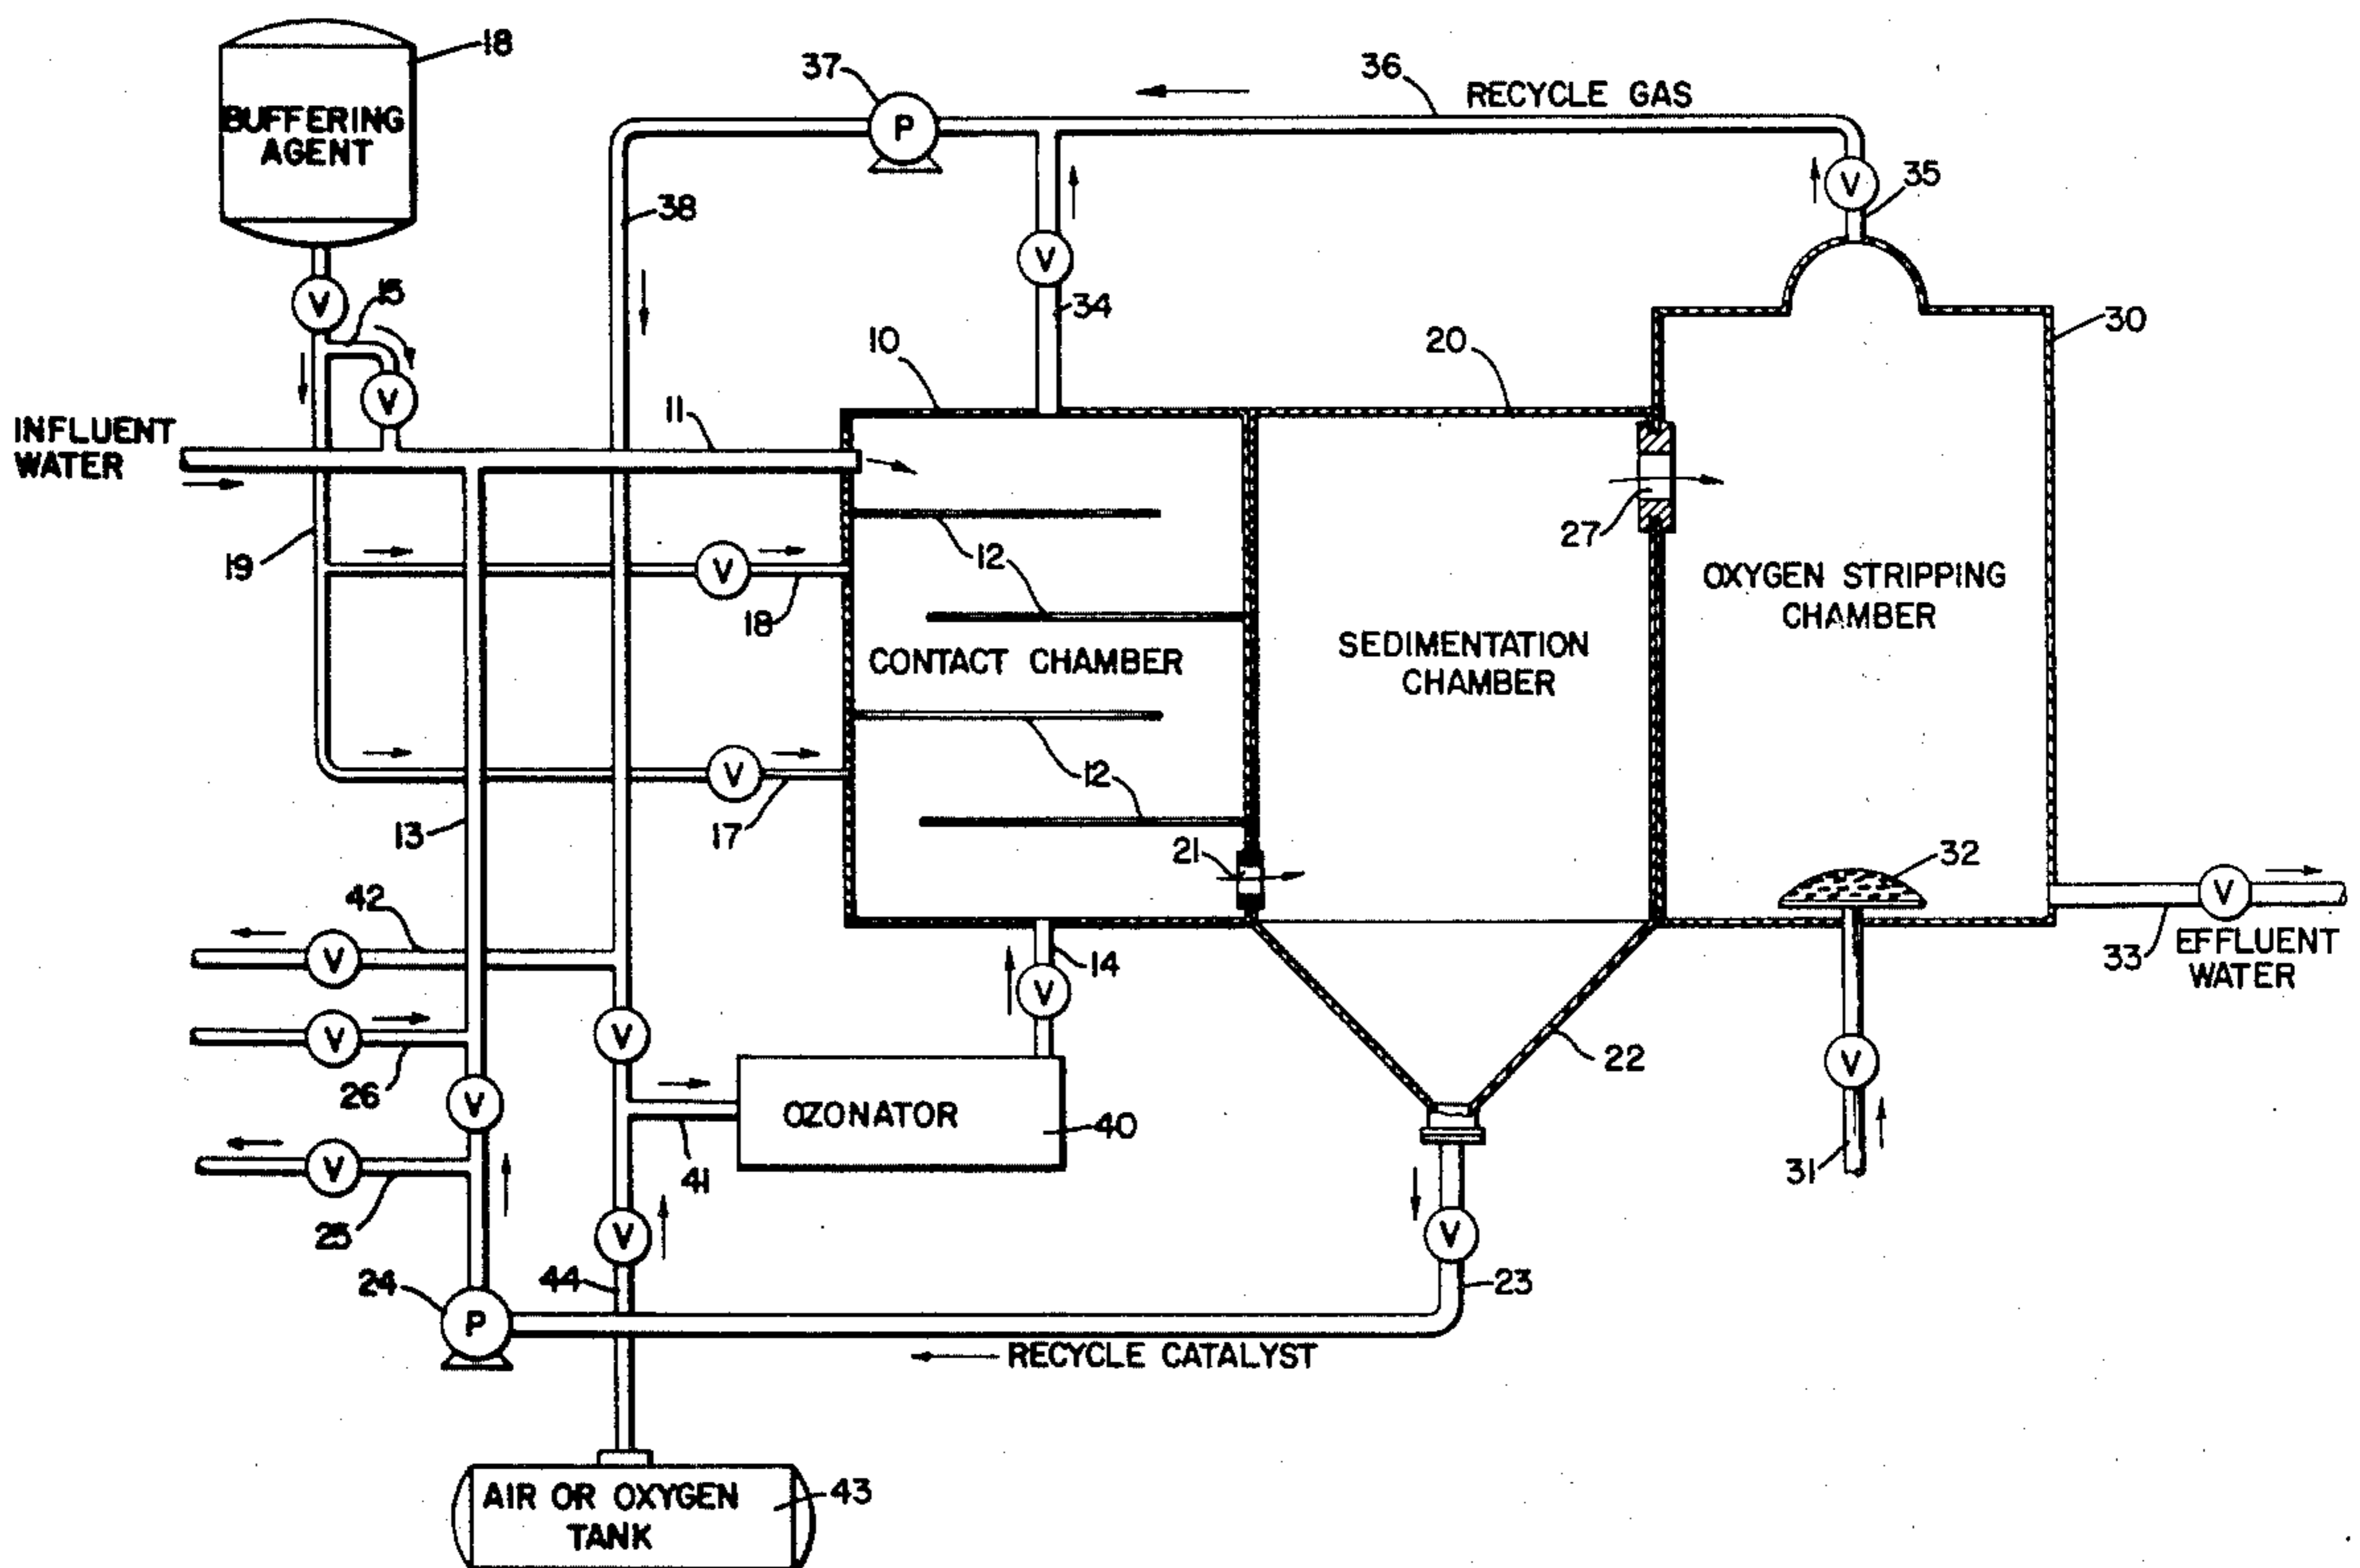 18
BUFFERING
AGENT
37
36
RECYCLE GAS
P
V
35
38
V
V
15
34
30
10
20
V
11
INFLUENT
WATER
27
12
19
V
18
OXYGEN STRIPPING
CHAMBER
CONTACT CHAMBER
SEDIMENTATION
CHAMBER
12
V
13
17
21
32
42
V
V
14
33
EFFLUENT
WATER
V
V
V
V
22
V
26
OZONATOR
40
V
25
41
31
V
V
44
23
24
P
RECYCLE CATALYST
AIR OR OXYGEN
TANK
43